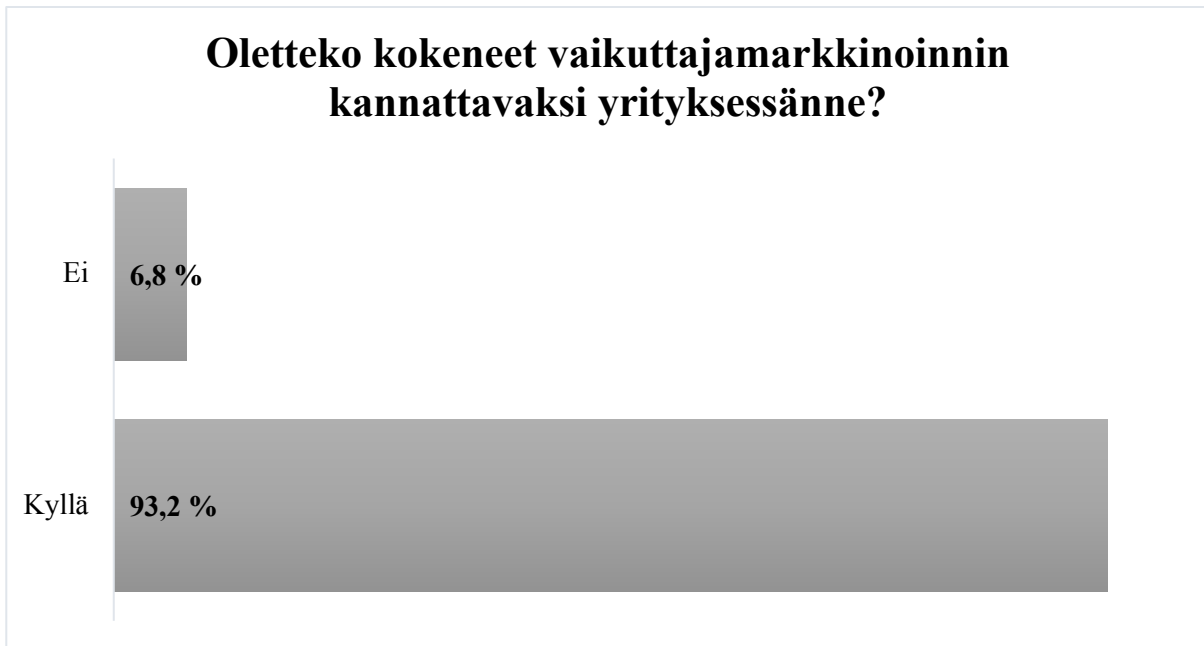 Oletteko kokeneet vaikuttajamarkkinoinnin
kannattavaksi yrityksessänne?
Ei
6,8 %
Kyllä
93,2 %